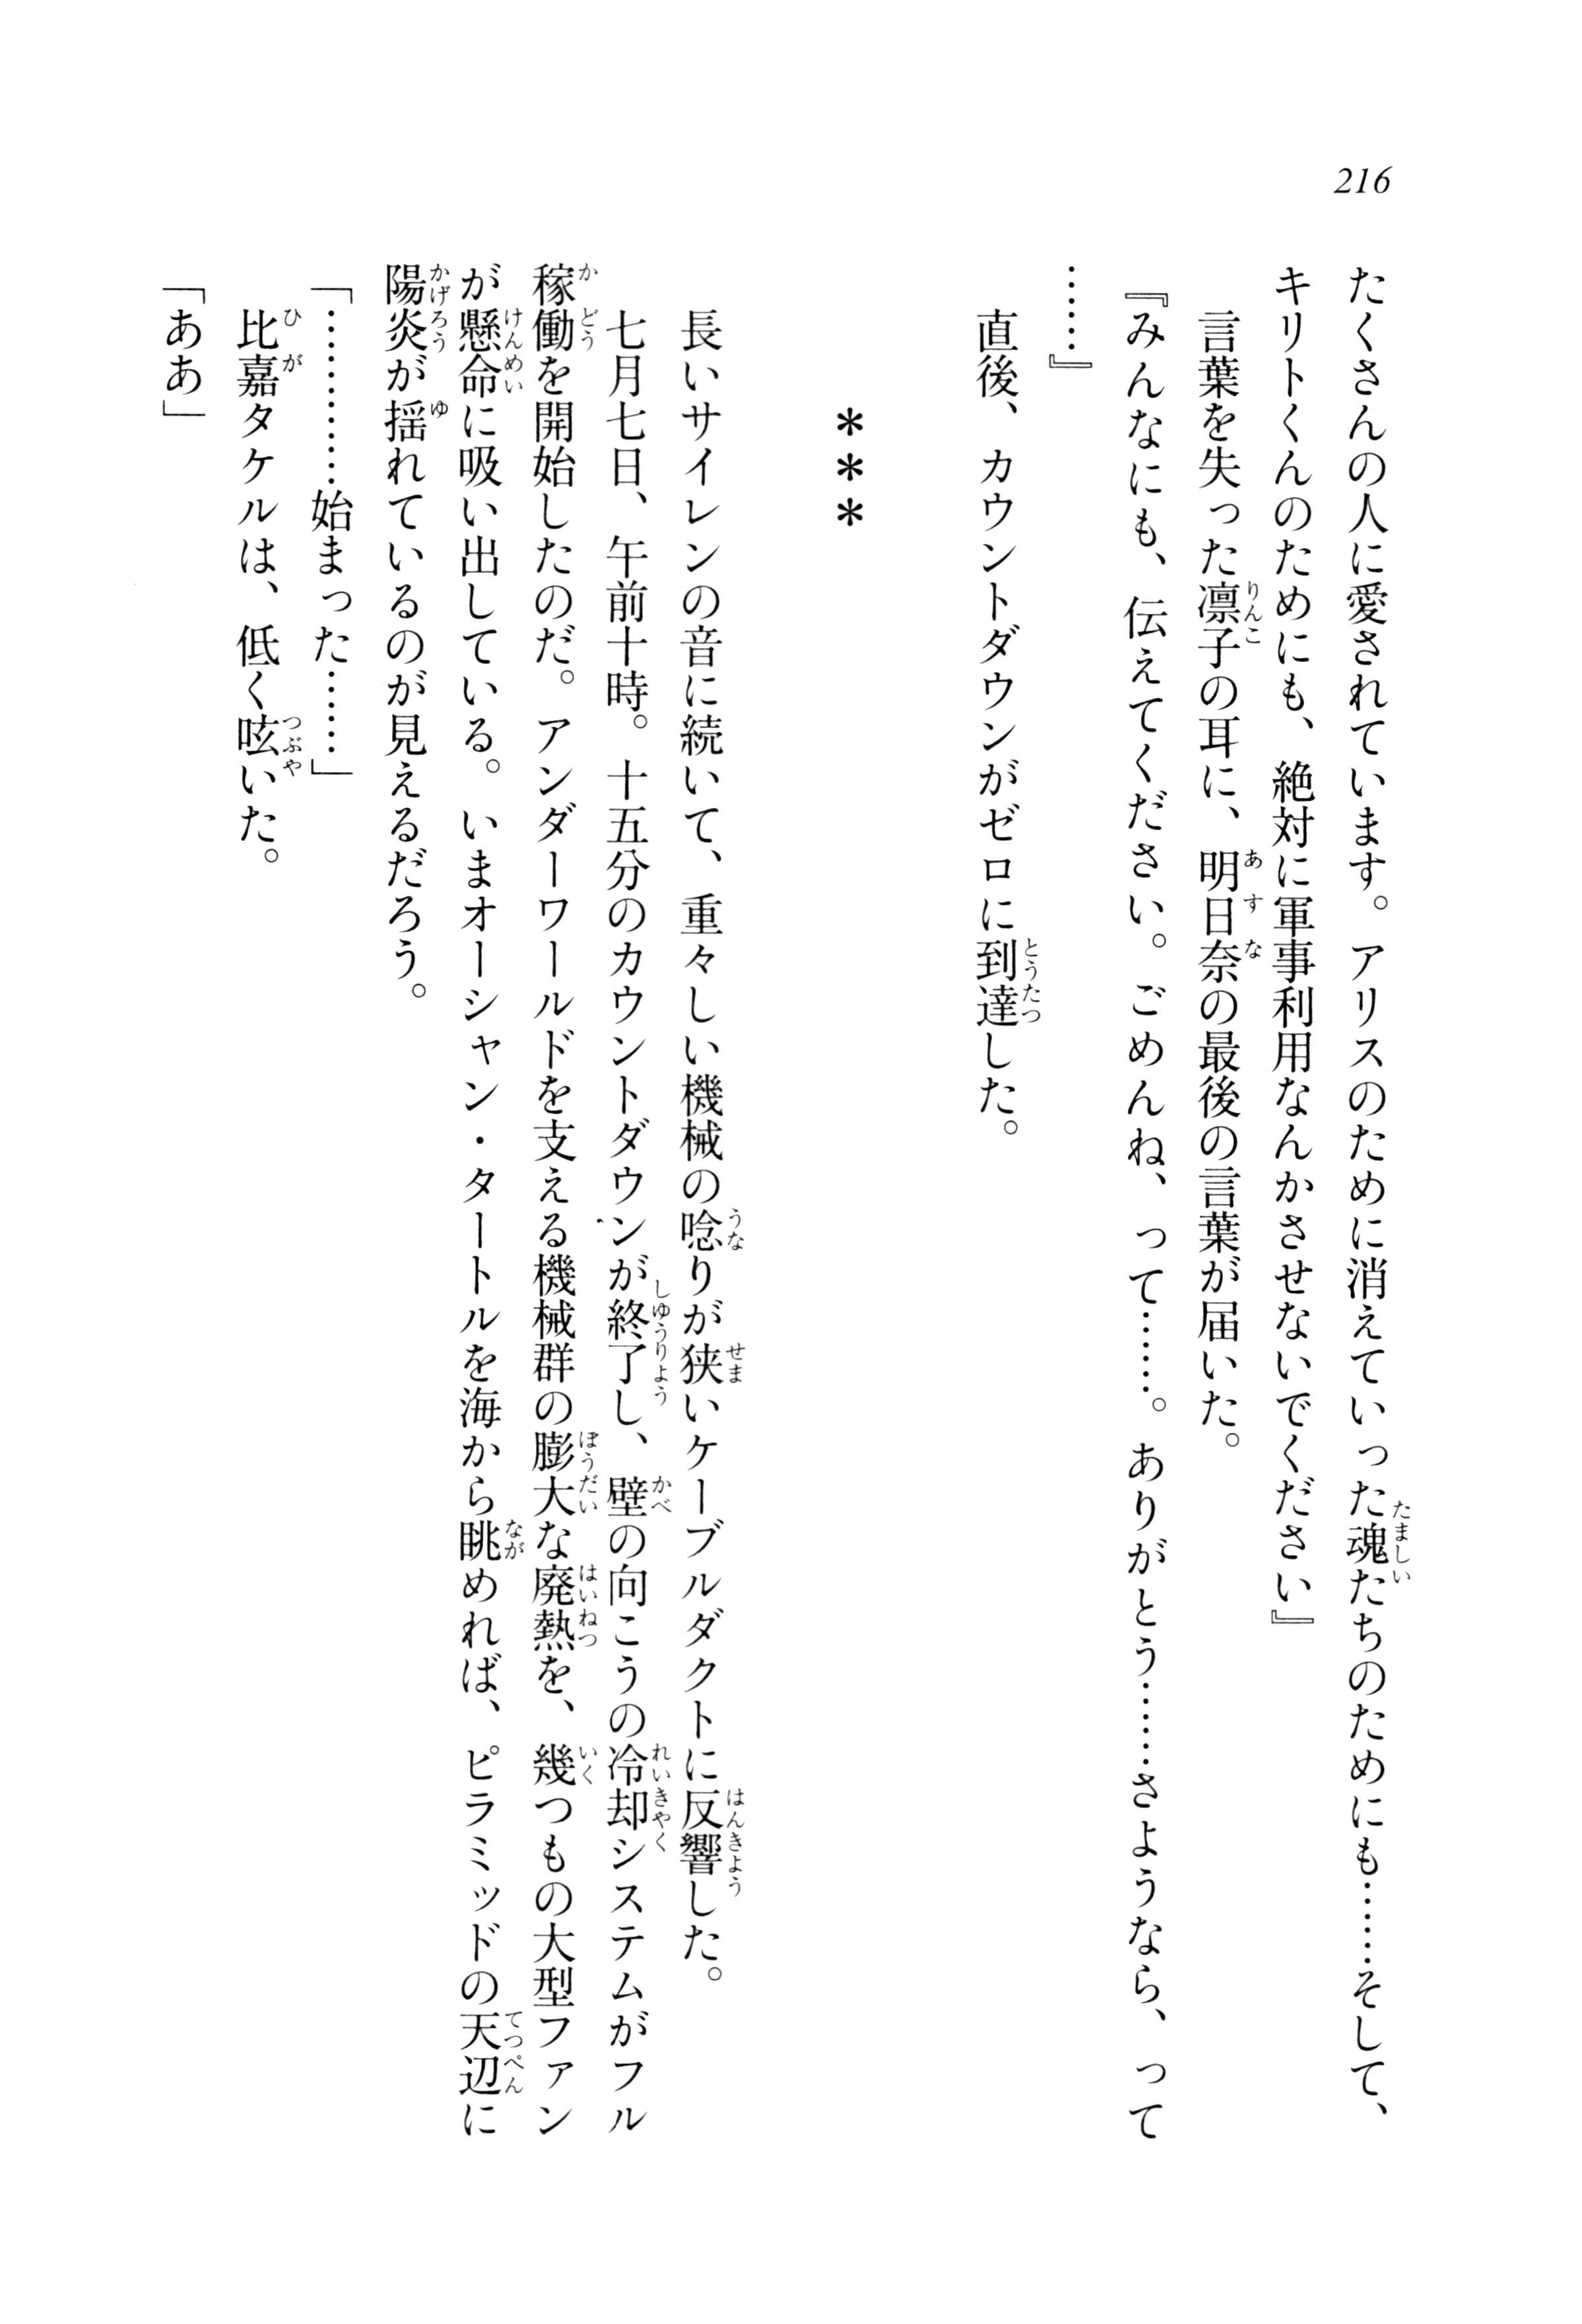 216
たくさんの人に愛されています。アリスのために消えていった魂たちのためにも……そして、
キリトくんのためにも、絶対に軍事利用なんかさせないでください』
言葉を失った凛子の耳に、明日奈の最後の言葉が届いた。
『みんなにも、伝えてください。ごめんね、って……。ありがとう……さようなら、って
……』
直後、カウントダウンがゼロに到達した。
＊＊＊
長いサイレンの音に続いて、重々しい機械の唸りが狭いケーブルダクトに反響した。
七月七日、午前十時。十五分のカウントダウンが終了し、壁の向こうの冷却システムがフル
稼働を開始したのだ。アンダーワールドを支える機械群の膨大な廃熱を、幾つもの大型ファン
が懸命に吸い出している。いまオーシャン・タートルを海から眺めれば、ピラミッドの天辺に
陽炎が揺れているのが見えるだろう。
「…………始まった……」
比嘉タケルは、低く呟いた。
「ああ」